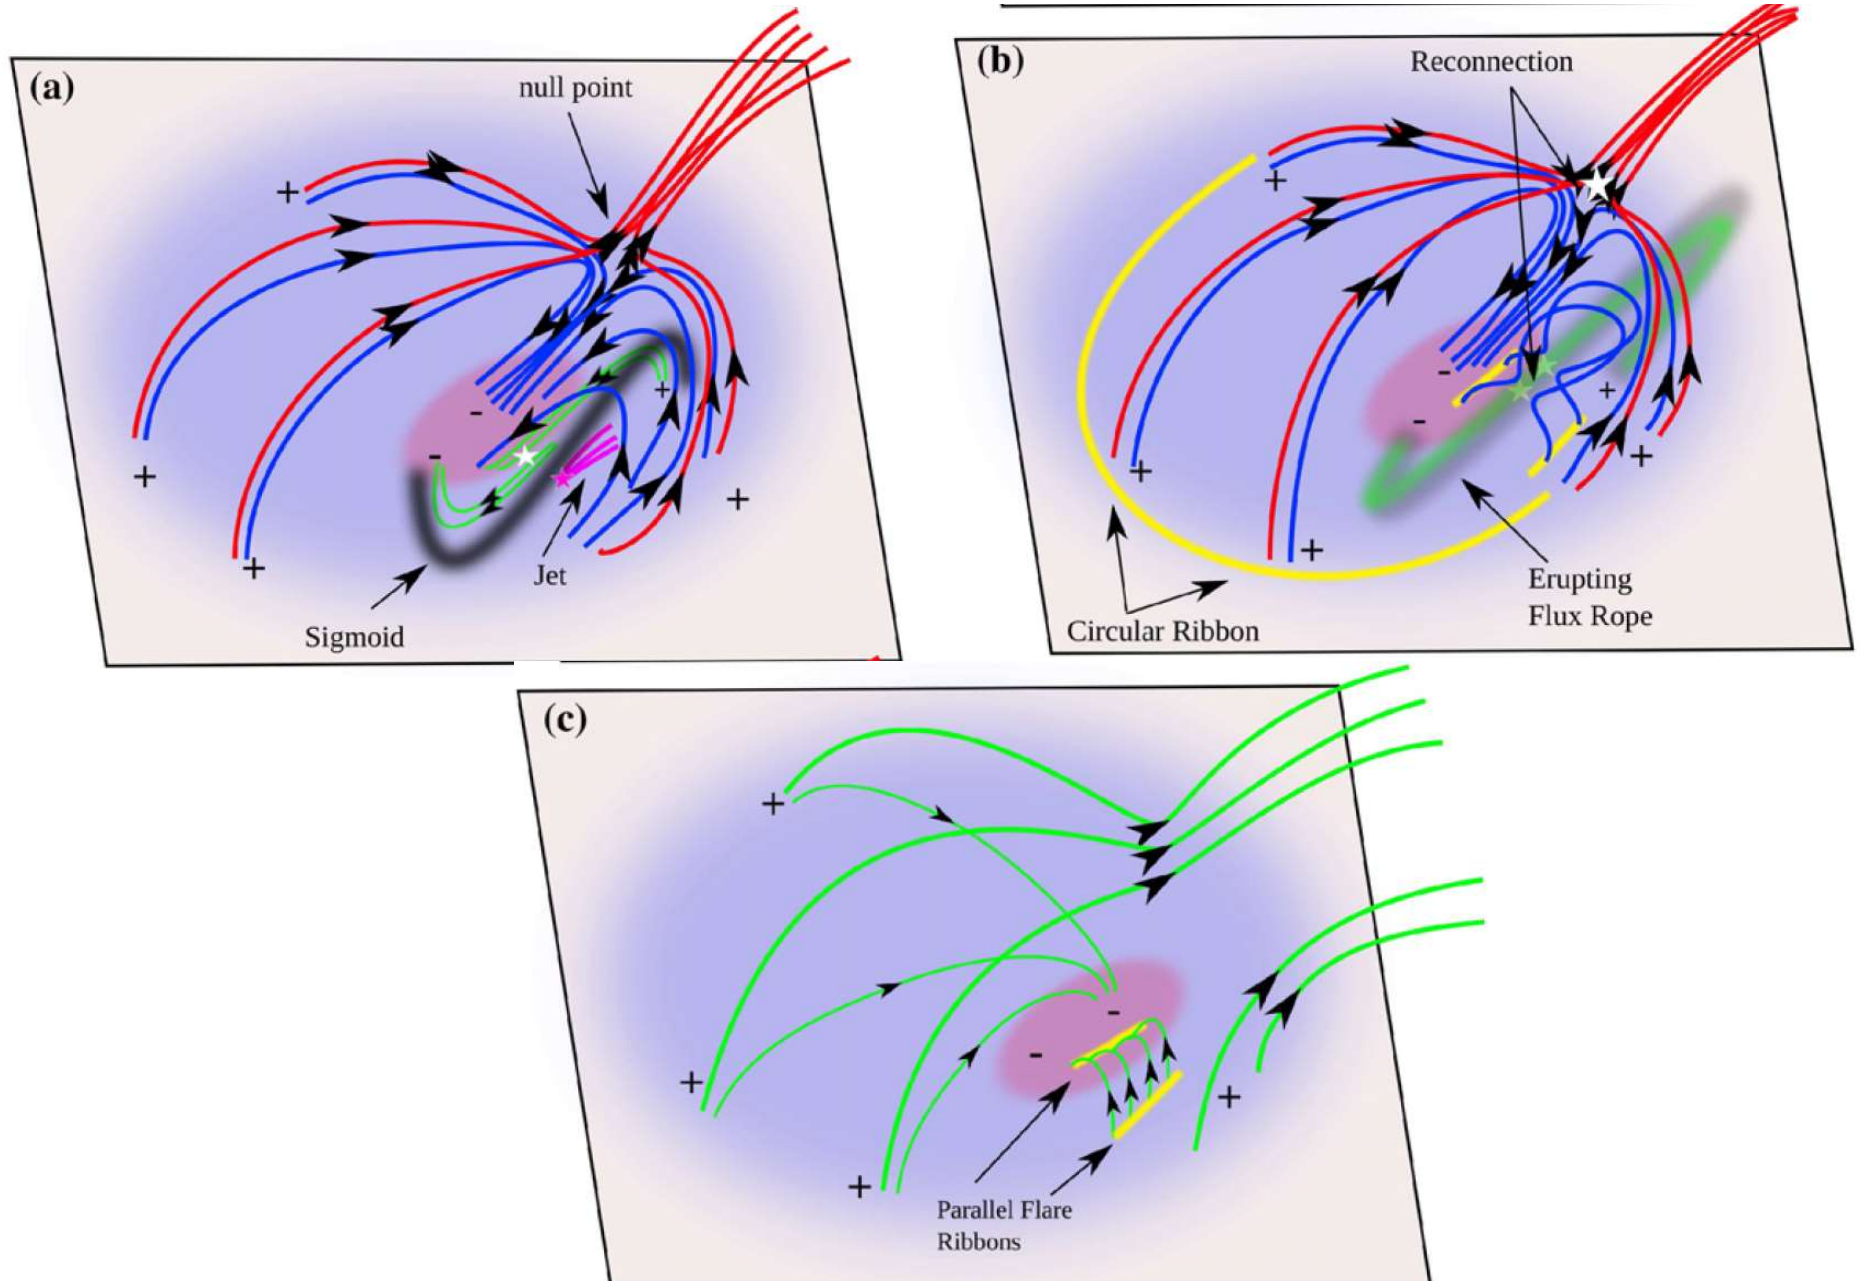 (a)
null point
+
+
+
-
-
+
+
Jet
Sigmoid
(b)
Reconnection
+
-
-
+
+
+
+
Erupting
Flux Rope
Circular Ribbon
(c)
+
-
-
+
+
+
Parallel Flare
Ribbons